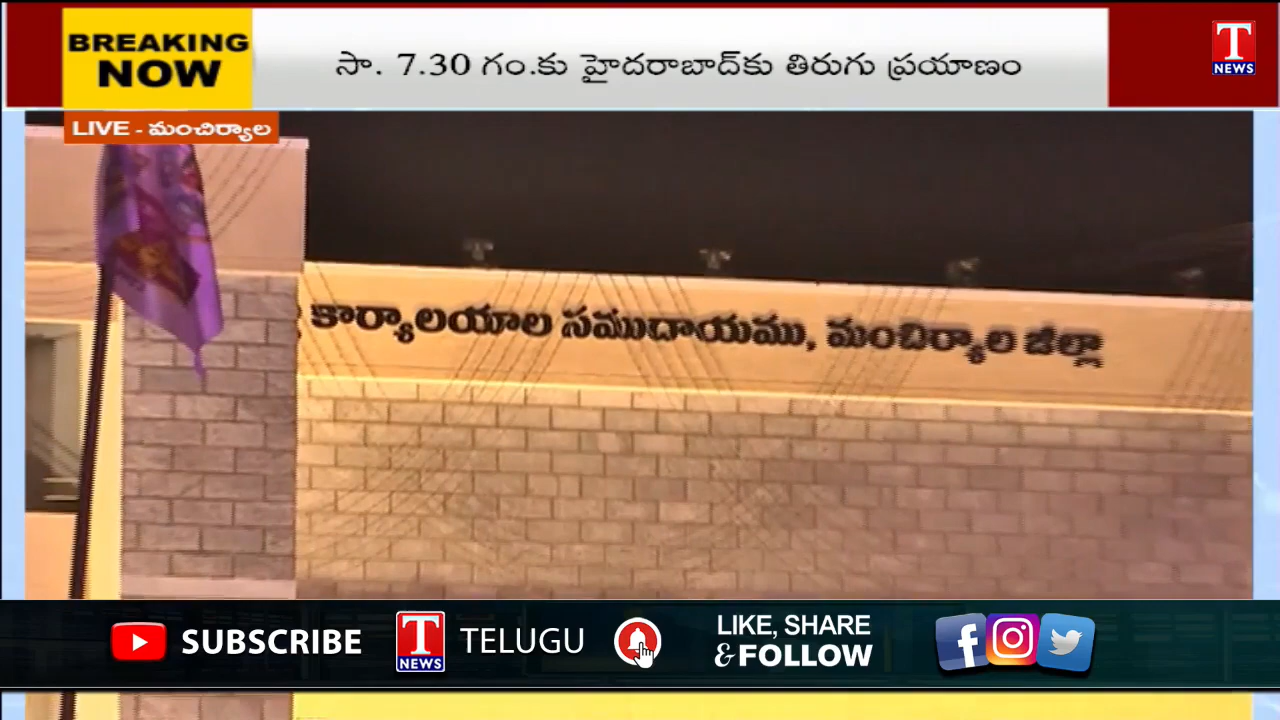 BREAKING
NOW
సా. 7.30 గం.కు హైదరాబాద్‌కు తిరుగు ప్రయాణం
T
NEWS
LIVE - మంచిర్యాల
కార్యాలయాల సముదాయము, మంచిర్యాల జిల్లా
SUBSCRIBE
T
NEWS
TELUGU
LIKE, SHARE
& FOLLOW